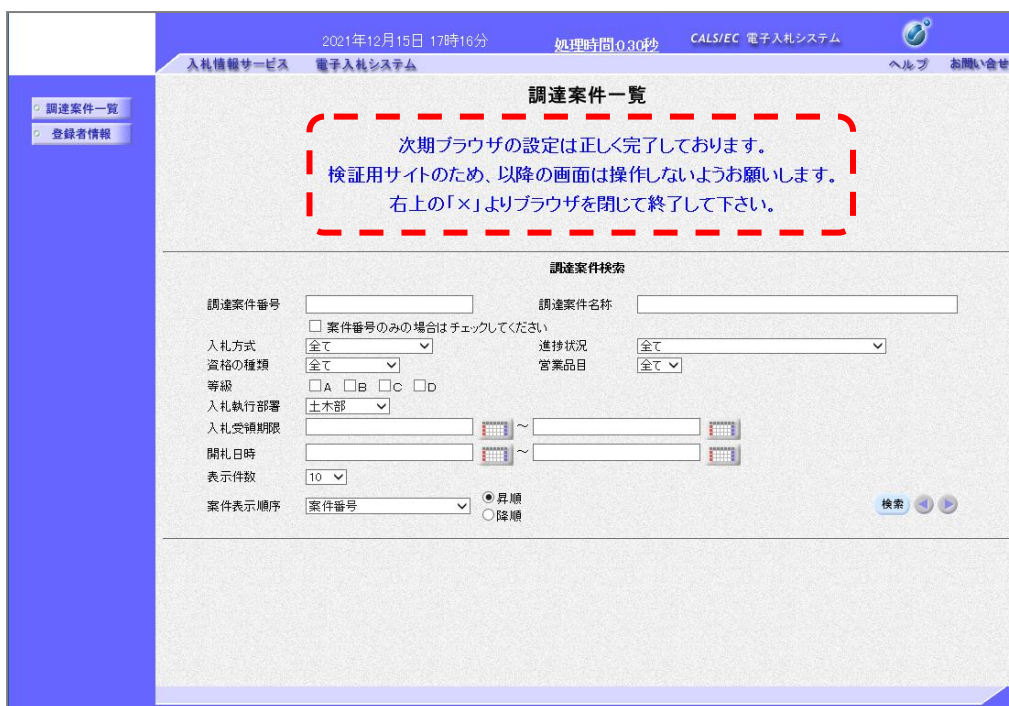 2021年12月15日 17時16分 処理時間:0.30秒 CALS/EC 電子入札システム
入札情報サービス 電子入札システム ヘルプ お問い合せ
調達案件一覧
登録者情報
調達案件一覧
次期ブラウザの設定は正しく完了しております。
検証用サイトのため、以降の画面は操作しないようお願いします。
右上の「×」よりブラウザを閉じて終了して下さい。
調達案件検索
調達案件番号 調達案件名称
案件番号のみの場合はチェックしてください
入札方式 全て 進捗状況 全て
資格の種類 全て 営業品目 全て
等級 A B C D
入札執行部署 土木部
入札受領期限 ~
開札日時 ~
表示件数 10
案件表示順序 案件番号 昇順
降順
検索